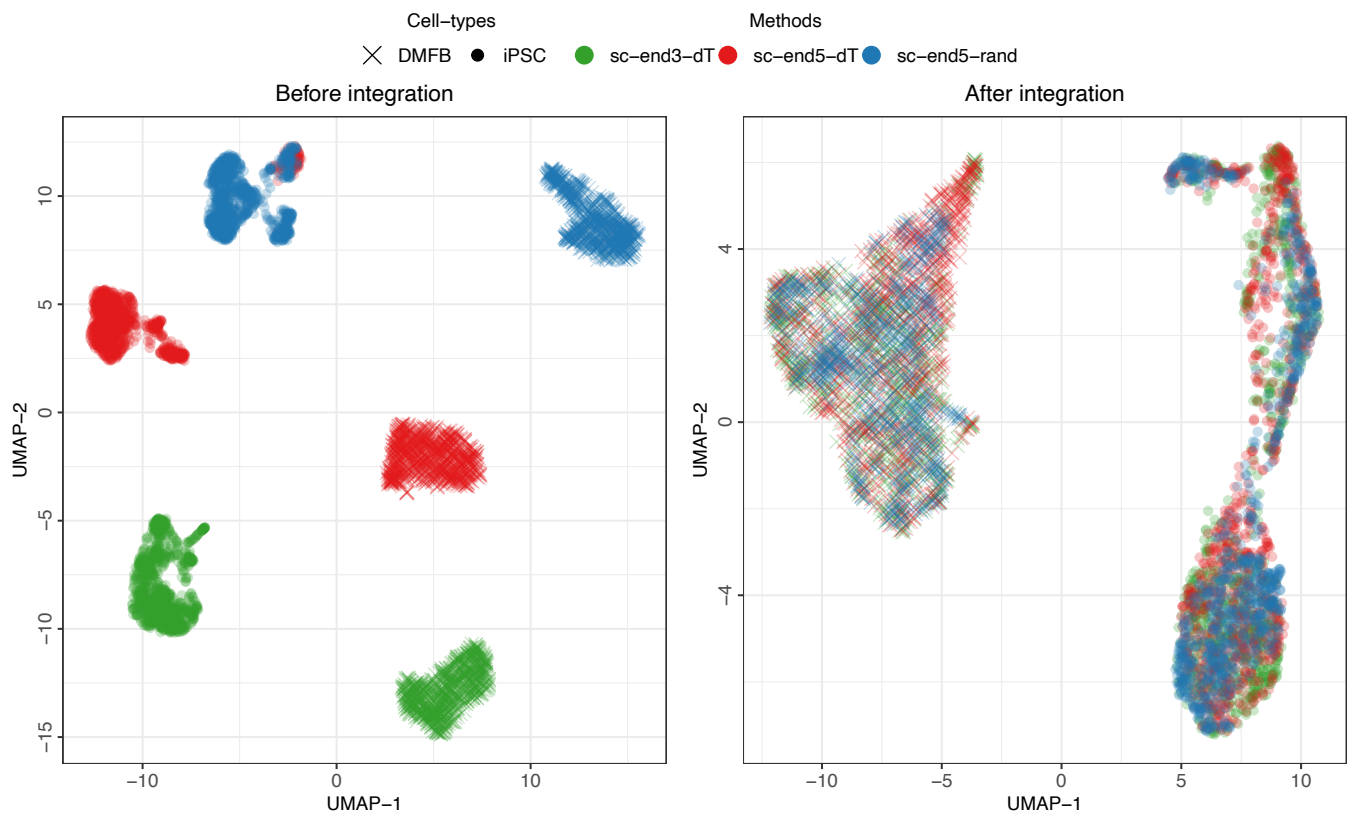 Cell−types Methods
DMFB iPSC sc−end3−dT sc−end5−dT sc−end5−rand
Before integration
After integration
UMAP−2
10
5
0
−5
−10
−15
−10 0 10
UMAP−1
UMAP−2
4
0
−4
−10 −5 0 5 10
UMAP−1